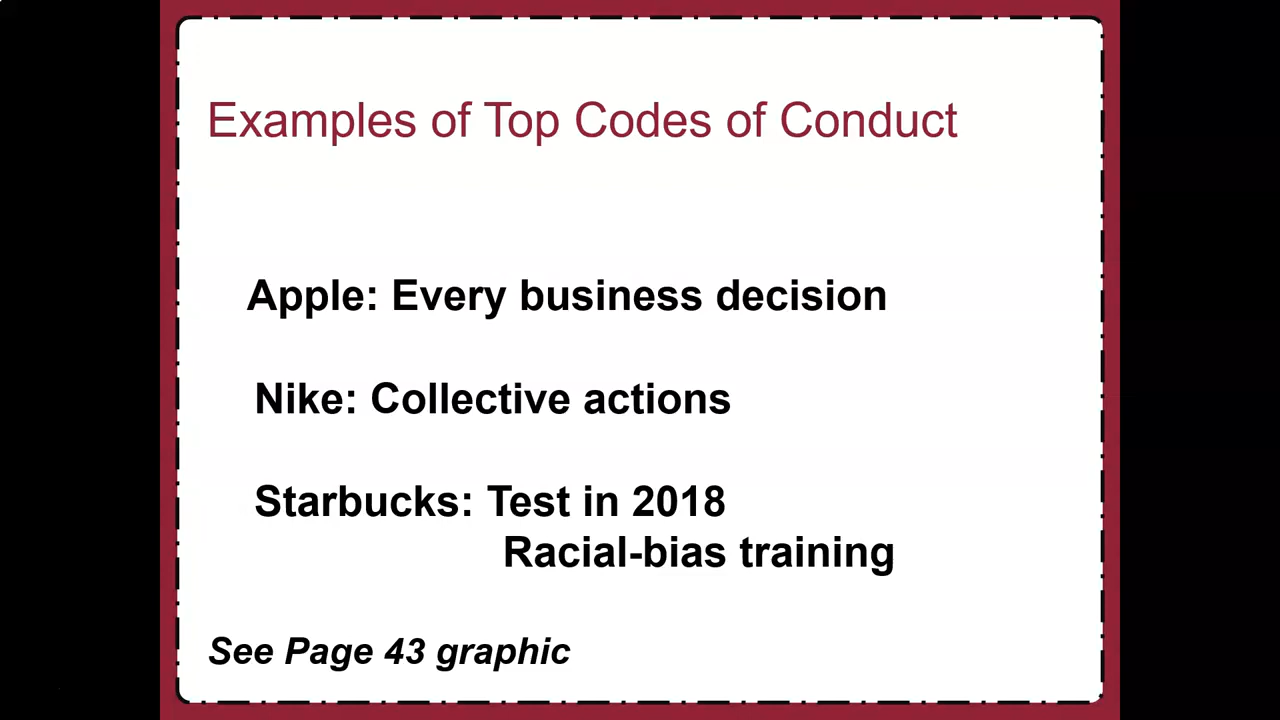 Examples of Top Codes of Conduct
Apple: Every business decision
Nike: Collective actions
Starbucks: Test in 2018
Racial-bias training
See Page 43 graphic